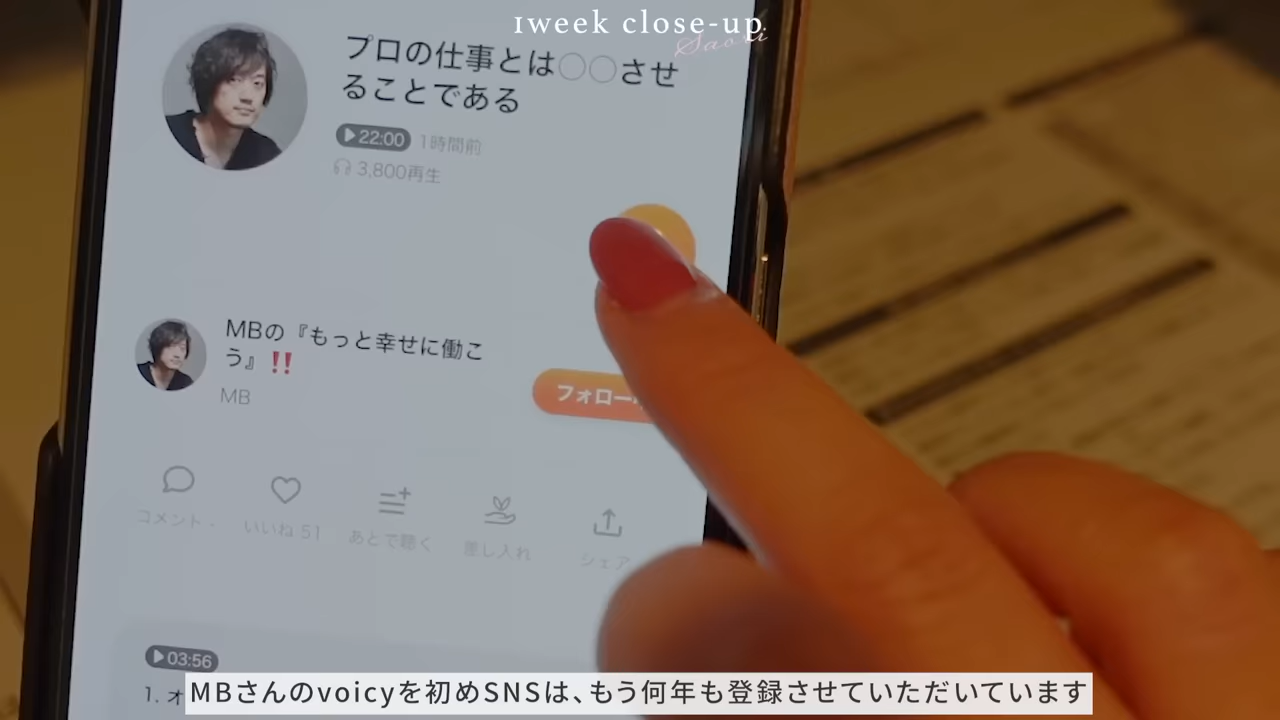 1week close-up
Saori
プロの仕事とは〇〇させ
ることである
22:00 1時間前
3,800再生
MBの『もっと幸せに働こ
う』‼
MB
フォロー
コメント -
いいね 51
あとで聴く
差し入れ
シェア
03:56
1. オ
MBさんのvoicyを初めSNSは、もう何年も登録させていただいています